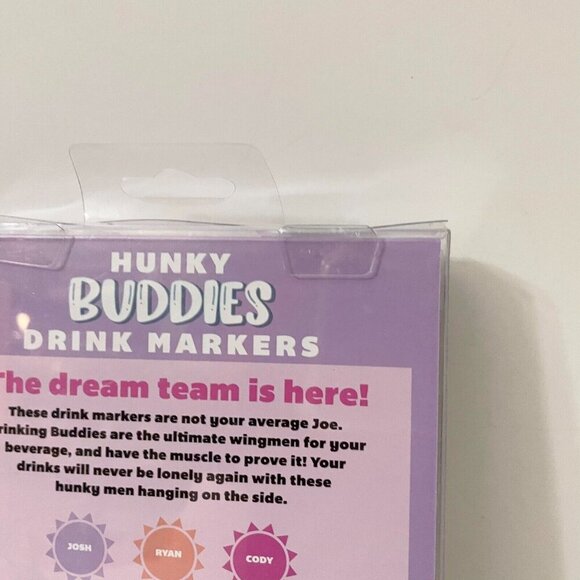 HUNKY
BUDDIES
DRINK MARKERS
The dream team is here!
These drink markers are not your average Joe.
rinking Buddies are the ultimate wingmen for your
beverage, and have the muscle to prove it! Your
drinks will never be lonely again with these
hunky men hanging on the side.
JOSH RYAN CODY